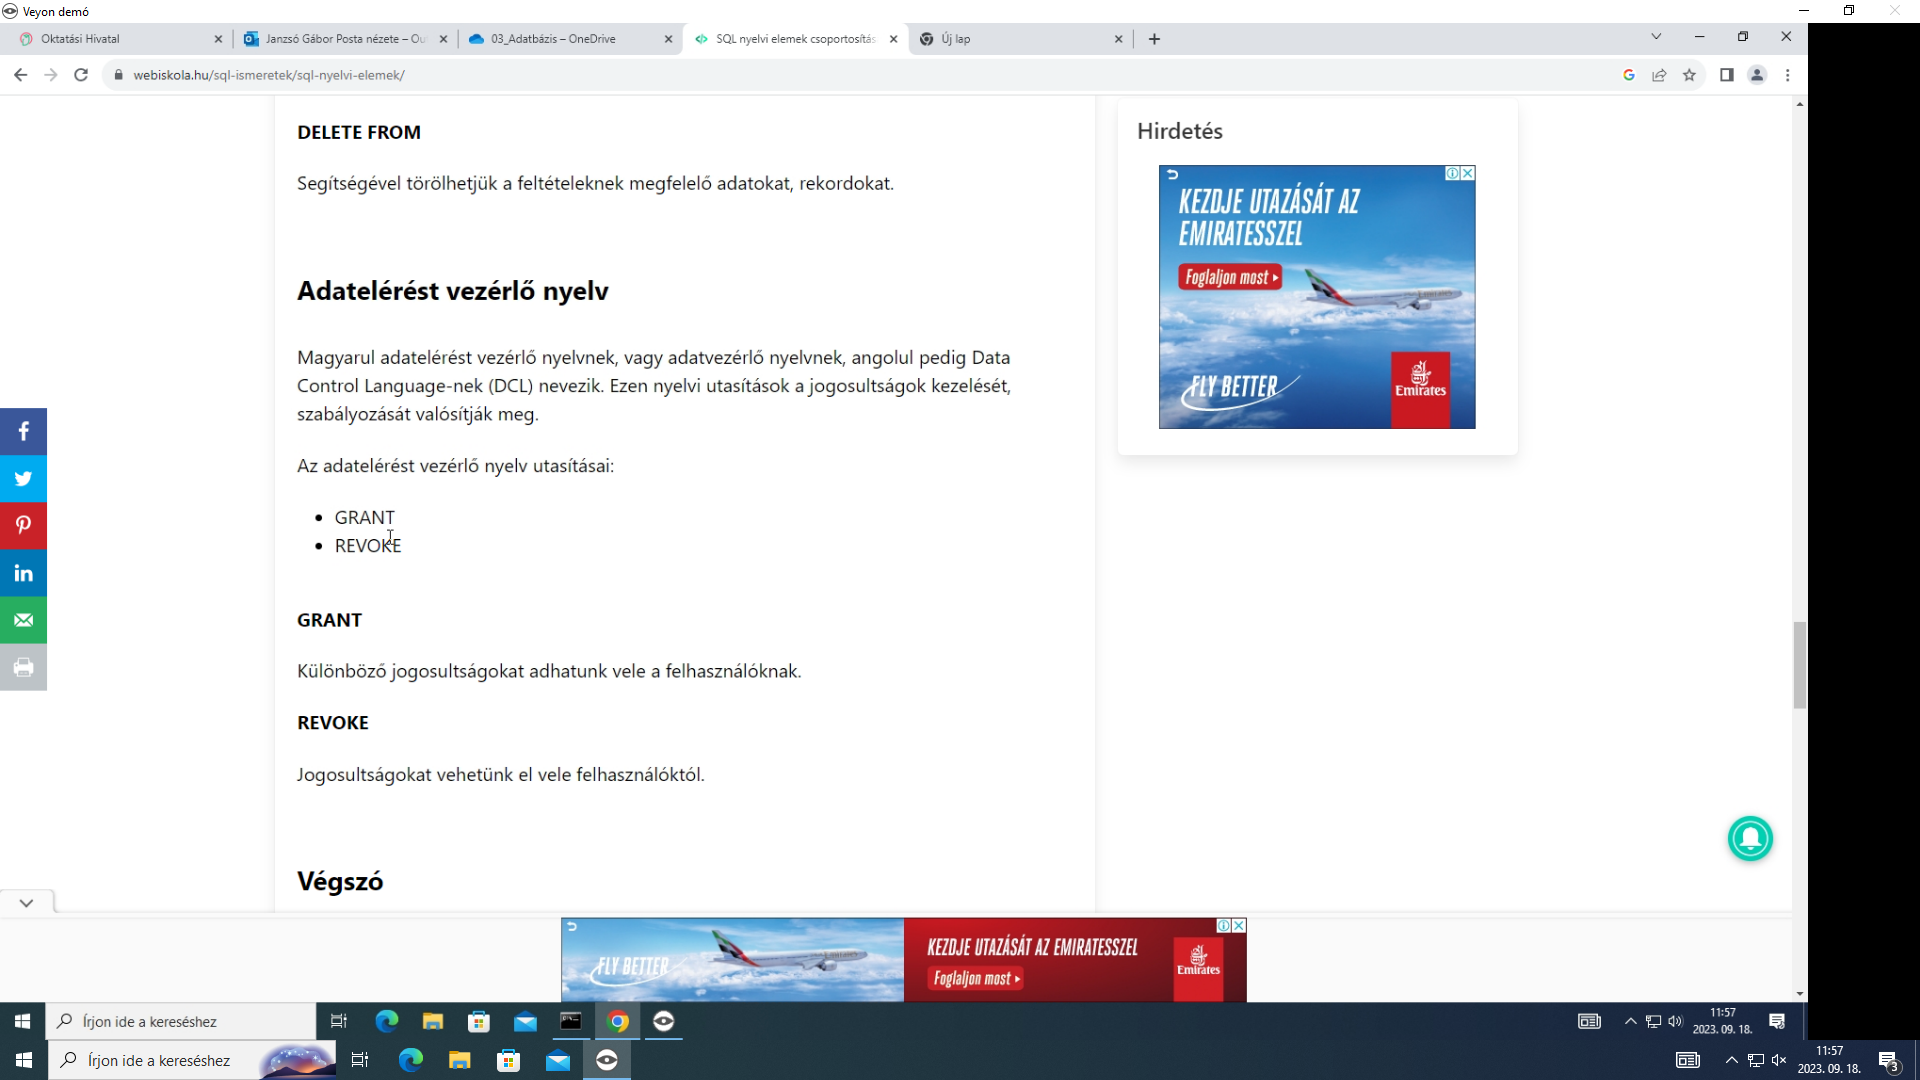 Veyon demó
Oktatási Hivatal
Janzsó Gábor Posta nézete – Ou
03_Adatbázis – OneDrive
SQL nyelvi elemek csoportosítás
Új lap
webiskola.hu/sql-ismeretek/sql-nyelvi-elemek/
DELETE FROM
Segítségével törölhetjük a feltételeknek megfelelő adatokat, rekordokat.
Adatelérést vezérlő nyelv
Magyarul adatelérést vezérlő nyelvnek, vagy adatvezérlő nyelvnek, angolul pedig Data
Control Language-nek (DCL) nevezik. Ezen nyelvi utasítások a jogosultságok kezelését,
szabályozását valósítják meg.
Az adatelérést vezérlő nyelv utasításai:
• GRANT
• REVOKE
GRANT
Különböző jogosultságokat adhatunk vele a felhasználóknak.
REVOKE
Jogosultságokat vehetünk el vele felhasználóktól.
Végszó
Hirdetés
KEZDJE UTAZÁSÁT AZ
EMIRATESSZEL
Foglaljon most
FLY BETTER
Emirates
FLY BETTER
KEZDJE UTAZÁSÁT AZ EMIRATESSZEL
Foglaljon most
Emirates
Írjon ide a kereséshez
11:57
2023. 09. 18.
Írjon ide a kereséshez
11:57
2023. 09. 18.
3